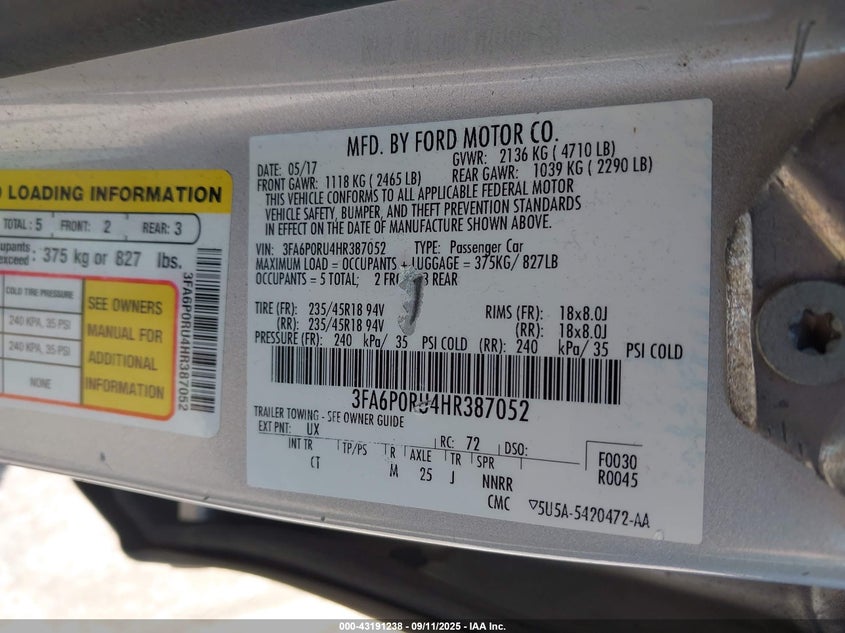 O LOADING INFORMATION
TOTAL: 5 FRONT: 2 REAR: 3
upants
exceed: 375 kg or 827 lbs.
COLD TIRE PRESSURE
240 KPA, 35 PSI
240 KPA, 35 PSI
NONE
SEE OWNERS
MANUAL FOR
ADDITIONAL
INFORMATION
3FA6P0RU4HR387052
MFD. BY FORD MOTOR CO.
DATE: 05/17 GVWR: 2136 KG ( 4710 LB)
FRONT GAWR: 1118 KG ( 2465 LB) REAR GAWR: 1039 KG ( 2290 LB)
THIS VEHICLE CONFORMS TO ALL APPLICABLE FEDERAL MOTOR
VEHICLE SAFETY, BUMPER, AND THEFT PREVENTION STANDARDS
IN EFFECT ON THE DATE OF MANUFACTURE SHOWN ABOVE.
VIN: 3FA6P0RU4HR387052 TYPE: Passenger Car
MAXIMUM LOAD = OCCUPANTS + LUGGAGE = 375KG/ 827LB
OCCUPANTS = 5 TOTAL; 2 FR 3 REAR
TIRE (FR): 235/45R18 94V RIMS (FR): 18x8.0J
(RR): 235/45R18 94V (RR): 18x8.0J
PRESSURE (FR): 240 kPa/ 35 PSI COLD (RR): 240 kPa/ 35 PSI COLD
3FA6P0RU4HR387052
TRAILER TOWING - SEE OWNER GUIDE
EXT PNT: UX RC: 72 DSO:
INT TR TP/PS R AXLE TR SPR F0030
CT M 25 J NNRR R0045
CMC ▽5U5A-5420472-AA
000-43191238 - 09/11/2025 - IAA Inc.